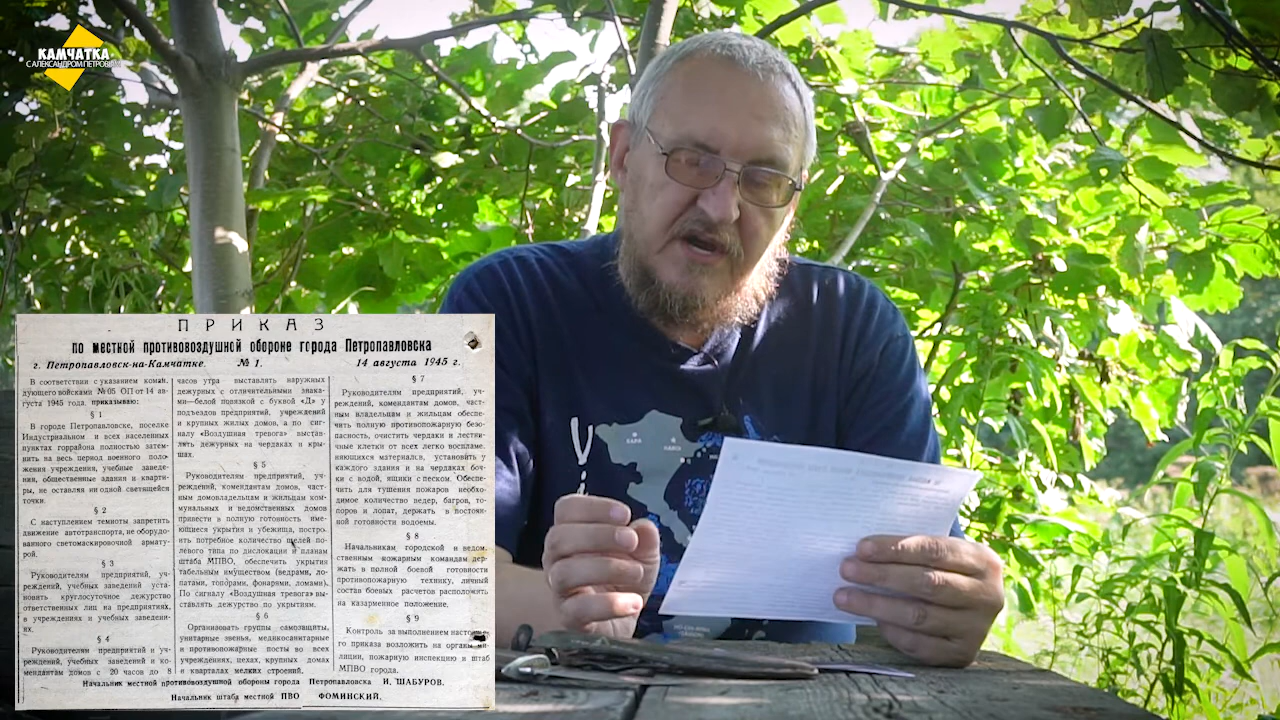 КАМЧАТКА
С АЛЕКСАНДРОМ ПЕТРОВЫМ
ПРИКАЗ
по местной противовоздушной обороне города Петропавловска
г. Петропавловск-на-Камчатке. № 1. 14 августа 1945 г.
В соответствии с указанием коман-
дующего войсками № 05 ОП от 14 ав-
густа 1945 года. приказываю:
§ 1
В городе Петропавловске, поселке
Индустриальном и всех населенных
пунктах горрайона полностью затем-
нить на весь период военного поло-
жения учреждения, учебные заведе-
ния, общественные здания и кварти-
ры, не оставляя ни одной светящейся
точки.
§ 2
С наступлением темноты запретить
движение автотранспорта, не оборудо-
ванного светомаскировочной армату-
рой.
§ 3
Руководителям предприятий, уч-
реждений, учебных заведений уста-
новить круглосуточное дежурство
ответственных лиц на предприятиях,
в учреждениях и учебных заведени-
ях.
§ 4
Руководителям предприятий и уч-
реждений, учебных заведений и ко-
мендантам домов с 20 часов до 8
часов утра выставлять наружных
дежурных с отличительными знака-
ми—белой повязкой с буквой «Д» у
подъездов предприятий, учреждений
и крупных жилых домов, а по сиг-
налу «Воздушная тревога» выстав-
лять дежурных на чердаках и кры-
шах.
§ 5
Руководителям предприятий, уч-
реждений, комендантам домов, част-
ным домовладельцам и жильцам ком-
мунальных и ведомственных домов
привести в полную готовность име-
ющиеся укрытия и убежища, постро-
ить потребное количество щелей по-
левого типа по дислокации и планам
штаба МПВО, обеспечить укрытия
табельным имуществом (ведрами, ло-
патами, топорами, фонарями, ломами).
По сигналу «Воздушная тревога» вы-
ставлять дежурство по укрытиям.
§ 6
Организовать группы самозащиты,
унитарные звенья, медикосанитарные
и противопожарные посты во всех
учреждениях, цехах, крупных домах
и кварталах мелких строений.
§ 7
Руководителям предприятий, уч-
реждений, комендантам домов, част-
ным владельцам и жильцам обеспе-
чить полную противопожарную безо-
пасность, очистить чердаки и лестнич-
ные клетки от всех легко воспламе-
няющихся материалов, установить у
каждого здания и на чердаках боч-
ки с водой, ящики с песком. Обеспе-
чить для тушения пожаров необхо-
димое количество ведер, багров, то-
поров и лопат, держать в постоян-
ной готовности водоемы.
§ 8
Начальникам городской и ведом-
ственным пожарным командам дер-
жать в полной боевой готовности
противопожарную технику, личный
состав боевых расчетов расположить
на казарменное положение.
§ 9
Контроль за выполнением настоящ-
го приказа возложить на органы ми-
лиции, пожарную инспекцию и штаб
МПВО города.
Начальник местной противовоздушной обороны города Петропавловска И. ШАБУРОВ.
Начальник штаба местной ПВО ФОМИНСКИЙ.